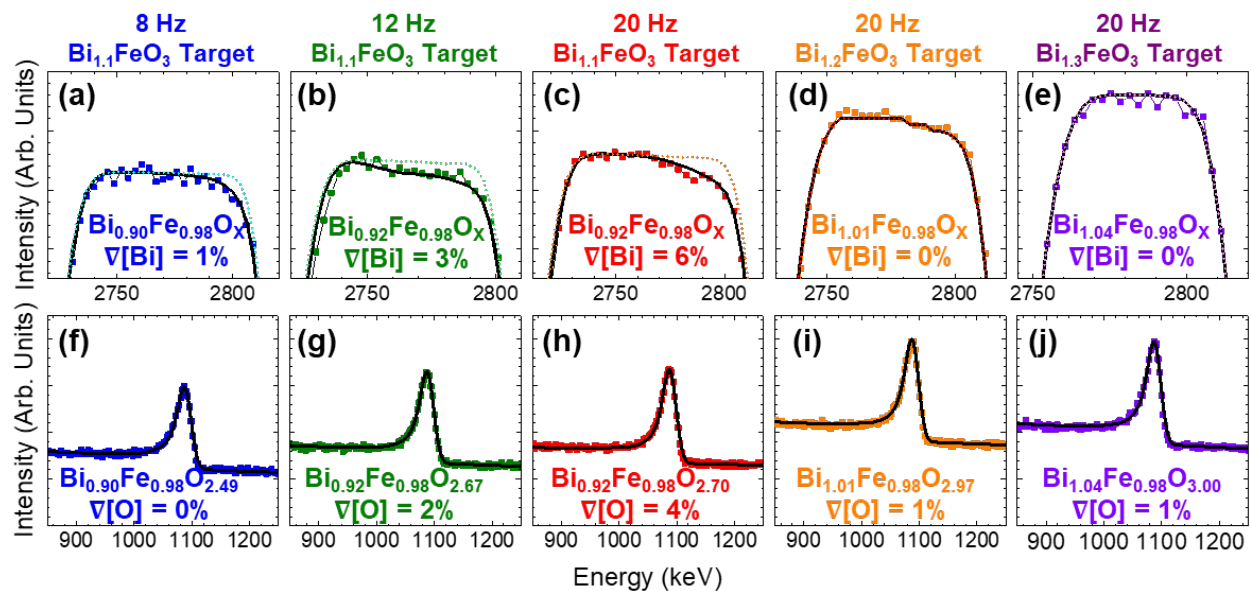 8 Hz
Bi₁.₁FeO₃ Target
12 Hz
Bi₁.₁FeO₃ Target
20 Hz
Bi₁.₁FeO₃ Target
20 Hz
Bi₁.₂FeO₃ Target
20 Hz
Bi₁.₃FeO₃ Target
Intensity (Arb. Units)
(a)
Bi₀.₉₀Fe₀.₉₈Oₓ
∇[Bi] = 1%
2750 2800
(b)
Bi₀.₉₂Fe₀.₉₈Oₓ
∇[Bi] = 3%
2750 2800
(c)
Bi₀.₉₂Fe₀.₉₈Oₓ
∇[Bi] = 6%
2750 2800
(d)
Bi₁.₀₁Fe₀.₉₈Oₓ
∇[Bi] = 0%
2750 2800
(e)
Bi₁.₀₄Fe₀.₉₈Oₓ
∇[Bi] = 0%
2750 2800
Intensity (Arb. Units)
(f)
Bi₀.₉₀Fe₀.₉₈O₂.₄₉
∇[O] = 0%
900 1000 1100 1200
(g)
Bi₀.₉₂Fe₀.₉₈O₂.₆₇
∇[O] = 2%
900 1000 1100 1200
(h)
Bi₀.₉₂Fe₀.₉₈O₂.₇₀
∇[O] = 4%
900 1000 1100 1200
(i)
Bi₁.₀₁Fe₀.₉₈O₂.₉₇
∇[O] = 1%
900 1000 1100 1200
(j)
Bi₁.₀₄Fe₀.₉₈O₃.₀₀
∇[O] = 1%
900 1000 1100 1200
Energy (keV)